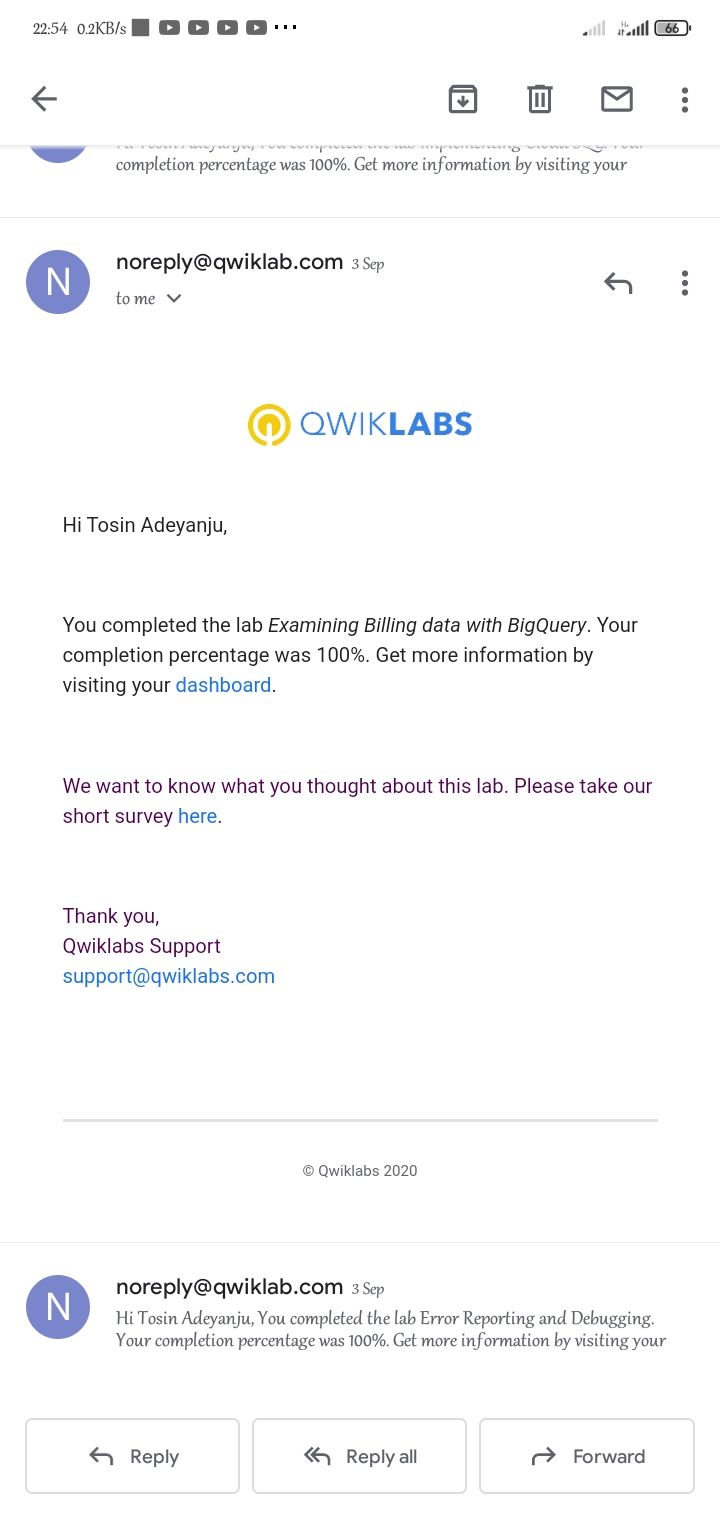 22:54 0.2KB/s
H+
66
completion percentage was 100%. Get more information by visiting your
N
noreply@qwiklab.com 3 Sep
to me
QWIKLABS
Hi Tosin Adeyanju,
You completed the lab Examining Billing data with BigQuery. Your
completion percentage was 100%. Get more information by
visiting your dashboard.
We want to know what you thought about this lab. Please take our
short survey here.
Thank you,
Qwiklabs Support
support@qwiklabs.com
© Qwiklabs 2020
N
noreply@qwiklab.com 3 Sep
Hi Tosin Adeyanju, You completed the lab Error Reporting and Debugging.
Your completion percentage was 100%. Get more information by visiting your
Reply
Reply all
Forward